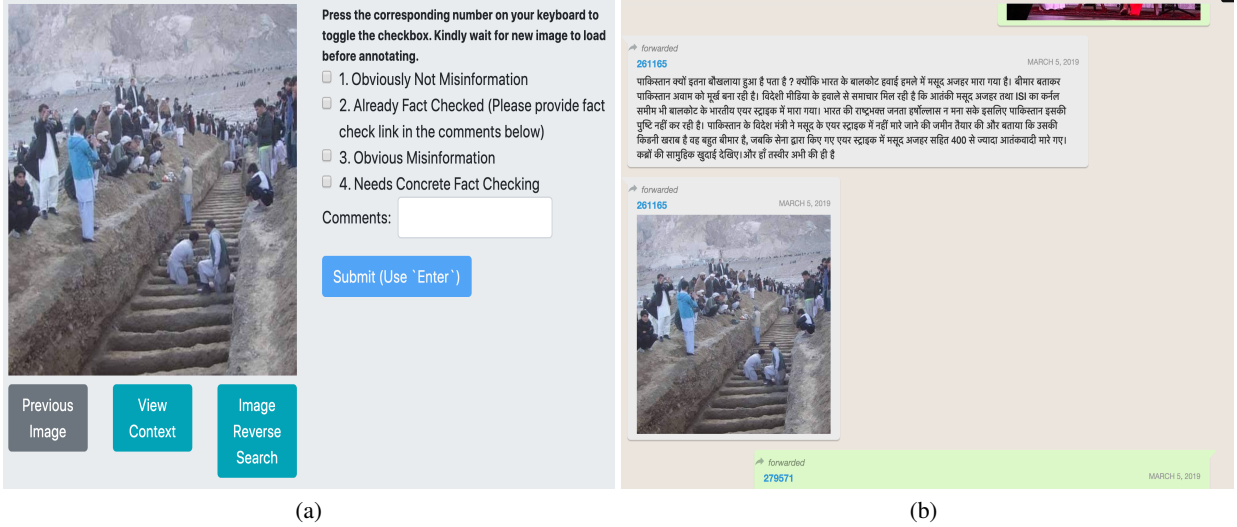 Press the corresponding number on your keyboard to
toggle the checkbox. Kindly wait for new image to load
before annotating.
1. Obviously Not Misinformation
2. Already Fact Checked (Please provide fact
check link in the comments below)
3. Obvious Misinformation
4. Needs Concrete Fact Checking
Comments:
Submit (Use `Enter`)
Previous
Image
View
Context
Image
Reverse
Search
(a)
forwarded
261165
MARCH 5, 2019
पाकिस्तान क्यों इतना बौखलाया हुआ है पता है ? क्योंकि भारत के बालकोट हवाई हमले में मसूद अजहर मारा गया है। बीमार बताकर
पाकिस्तान अवाम को मूर्ख बना रही है। विदेशी मीडिया के हवाले से समाचार मिल रही है कि आतंकी मसूद अजहर तथा ISI का कर्नल
समीम भी बालकोट के भारतीय एयर स्ट्राइक में मारा गया। भारत की राष्ट्रभक्त जनता हर्षोल्लास न मना सके इसलिए पाकिस्तान इसकी
पुष्टि नहीं कर रही है। पाकिस्तान के विदेश मंत्री ने मसूद के एयर स्ट्राइक में नहीं मारे जाने की जमीन तैयार की और बताया कि उसकी
किडनी खराब है वह बहुत बीमार है, जबकि सेना द्वारा किए गए एयर स्ट्राइक में मसूद अजहर सहित 400 से ज्यादा आतंकवादी मारे गए।
कब्रों की सामुहिक खुदाई देखिए।और हाँ तस्वीर अभी की ही है
forwarded
261165
MARCH 5, 2019
forwarded
279571
MARCH 5, 2019
(b)